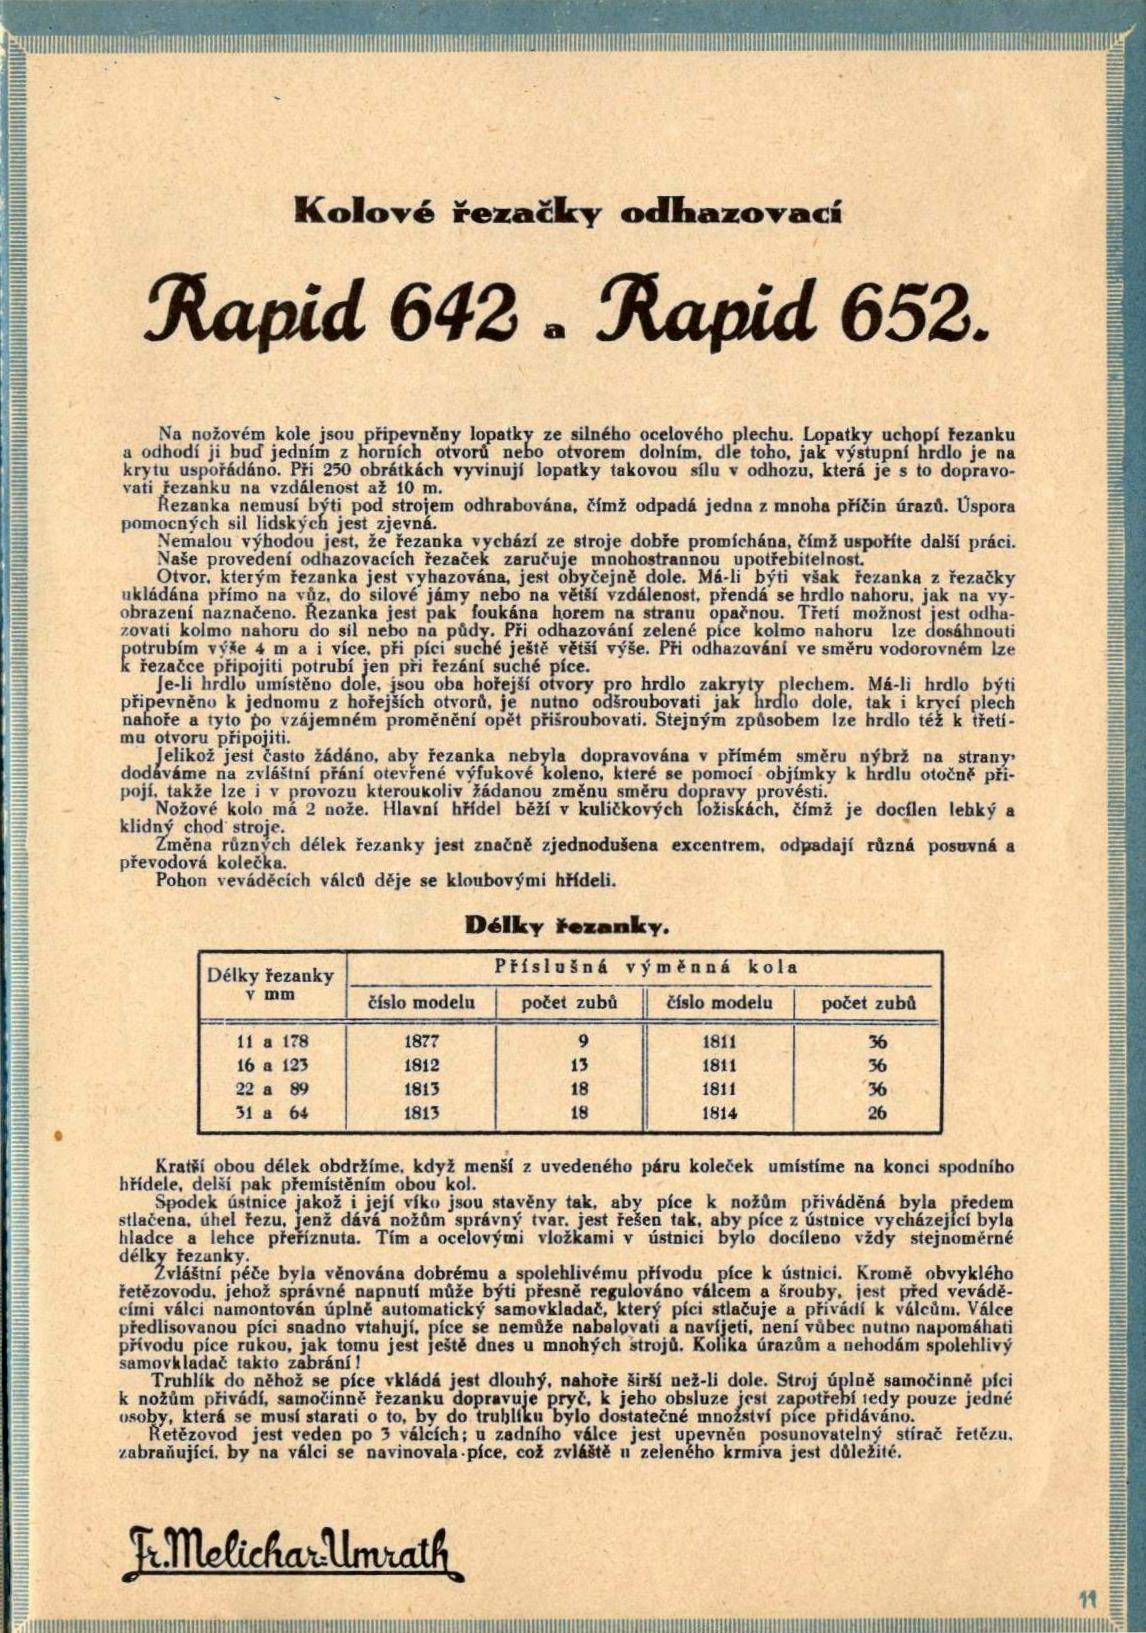 Kolové řezačky odhazovací
Rapid 642 a Rapid 652.
Na nožovém kole jsou připevněny lopatky ze silného ocelového plechu. Lopatky uchopí řezanku
a odhodí ji buď jedním z horních otvorů nebo otvorem dolním, dle toho, jak výstupní hrdlo je na
krytu uspořádáno. Při 250 obrátkách vyvinují lopatky takovou sílu v odhozu, která je s to dopravo-
vati řezanku na vzdálenost až 10 m.
Řezanka nemusí býti pod strojem odhrabována, čímž odpadá jedna z mnoha příčin úrazů. Úspora
pomocných sil lidských jest zjevná.
Nemalou výhodou jest, že řezanka vychází ze stroje dobře promíchána, čímž uspoříte další práci.
Naše provedení odhazovacích řezaček zaručuje mnohostrannou upotřebitelnost.
Otvor, kterým řezanka jest vyhazována, jest obyčejně dole. Má-li býti však řezanka z řezačky
ukládána přímo na vůz, do silové jámy nebo na větší vzdálenost, přendá se hrdlo nahoru, jak na vy-
obrazení naznačeno. Řezanka jest pak foukána horem na stranu opačnou. Třetí možnost jest odha-
zovati kolmo nahoru do sil nebo na půdy. Při odhazování zelené píce kolmo nahoru lze dosáhnouti
potrubím výše 4 m a i více, při píci suché ještě větší výše. Při odhazování ve směru vodorovném lze
k řezačce připojiti potrubí jen při řezání suché píce.
Je-li hrdlo umístěno dole, jsou oba hořejší otvory pro hrdlo zakryty plechem. Má-li hrdlo býti
připevněno k jednomu z hořejších otvorů, je nutno odšroubovati jak hrdlo dole, tak i krycí plech
nahoře a tyto po vzájemném proměnění opět přišroubovati. Stejným způsobem lze hrdlo též k třetí-
mu otvoru připojiti.
Jelikož jest často žádáno, aby řezanka nebyla dopravována v přímém směru nýbrž na strany,
dodáváme na zvláštní přání otevřené výfukové koleno, které se pomocí objímky k hrdlu otočně při-
pojí, takže lze i v provozu kteroukoliv žádanou změnu směru dopravy provésti.
Nožové kolo má 2 nože. Hlavní hřídel běží v kuličkových ložiskách, čímž je docílen lehký a
klidný chod stroje.
Změna různých délek řezanky jest značně zjednodušena excentrem, odpadají různá posuvná a
převodová kolečka.
Pohon veváděcích válců děje se kloubovými hřídeli.
Délky řezanky.
Délky řezanky v mm | Příslušná výměnná kola
číslo modelu | počet zubů | číslo modelu | počet zubů
11 a 178 | 1877 | 9 | 1811 | 36
16 a 123 | 1812 | 13 | 1811 | 36
22 a 89 | 1813 | 18 | 1811 | 36
31 a 64 | 1813 | 18 | 1814 | 26
Kratší obou délek obdržíme, když menší z uvedeného páru koleček umístíme na konci spodního
hřídele, delší pak přemístěním obou kol.
Spodek ústnice jakož i její víko jsou stavěny tak, aby píce k nožům přiváděná byla předem
stlačena, úhel řezu, jenž dává nožům správný tvar, jest řešen tak, aby píce z ústnice vycházející byla
hladce a lehce přeříznuta. Tím a ocelovými vložkami v ústnici bylo docíleno vždy stejnoměrné
délky řezanky.
Zvláštní péče byla věnována dobrému a spolehlivému přívodu píce k ústnici. Kromě obvyklého
řetězovodu, jehož správné napnutí může býti přesně regulováno válcem a šrouby, jest před vevádě-
cími válci namontován úplně automatický samovkladač, který píci stlačuje a přivádí k válcům. Válce
předlisovanou píci snadno vtahují, píce se nemůže nabalovati a navíjeti, není vůbec nutno napomáhati
přívodu píce rukou, jak tomu jest ještě dnes u mnohých strojů. Kolika úrazům a nehodám spolehlivý
samovkladač takto zabrání!
Truhlík do něhož se píce vkládá jest dlouhý, nahoře širší než-li dole. Stroj úplně samočinně píci
k nožům přivádí, samočinně řezanku dopravuje pryč, k jeho obsluze jest zapotřebí tedy pouze jedné
osoby, která se musí starati o to, by do truhlíku bylo dostatečné množství píce přidáváno.
Řetězovod jest veden po 3 válcích; u zadního válce jest upevněn posunovatelný stírač řetězu,
zabraňující, by na válci se navinovala píce, což zvláště u zeleného krmiva jest důležité.
Fr. Melichar-Umrath
11